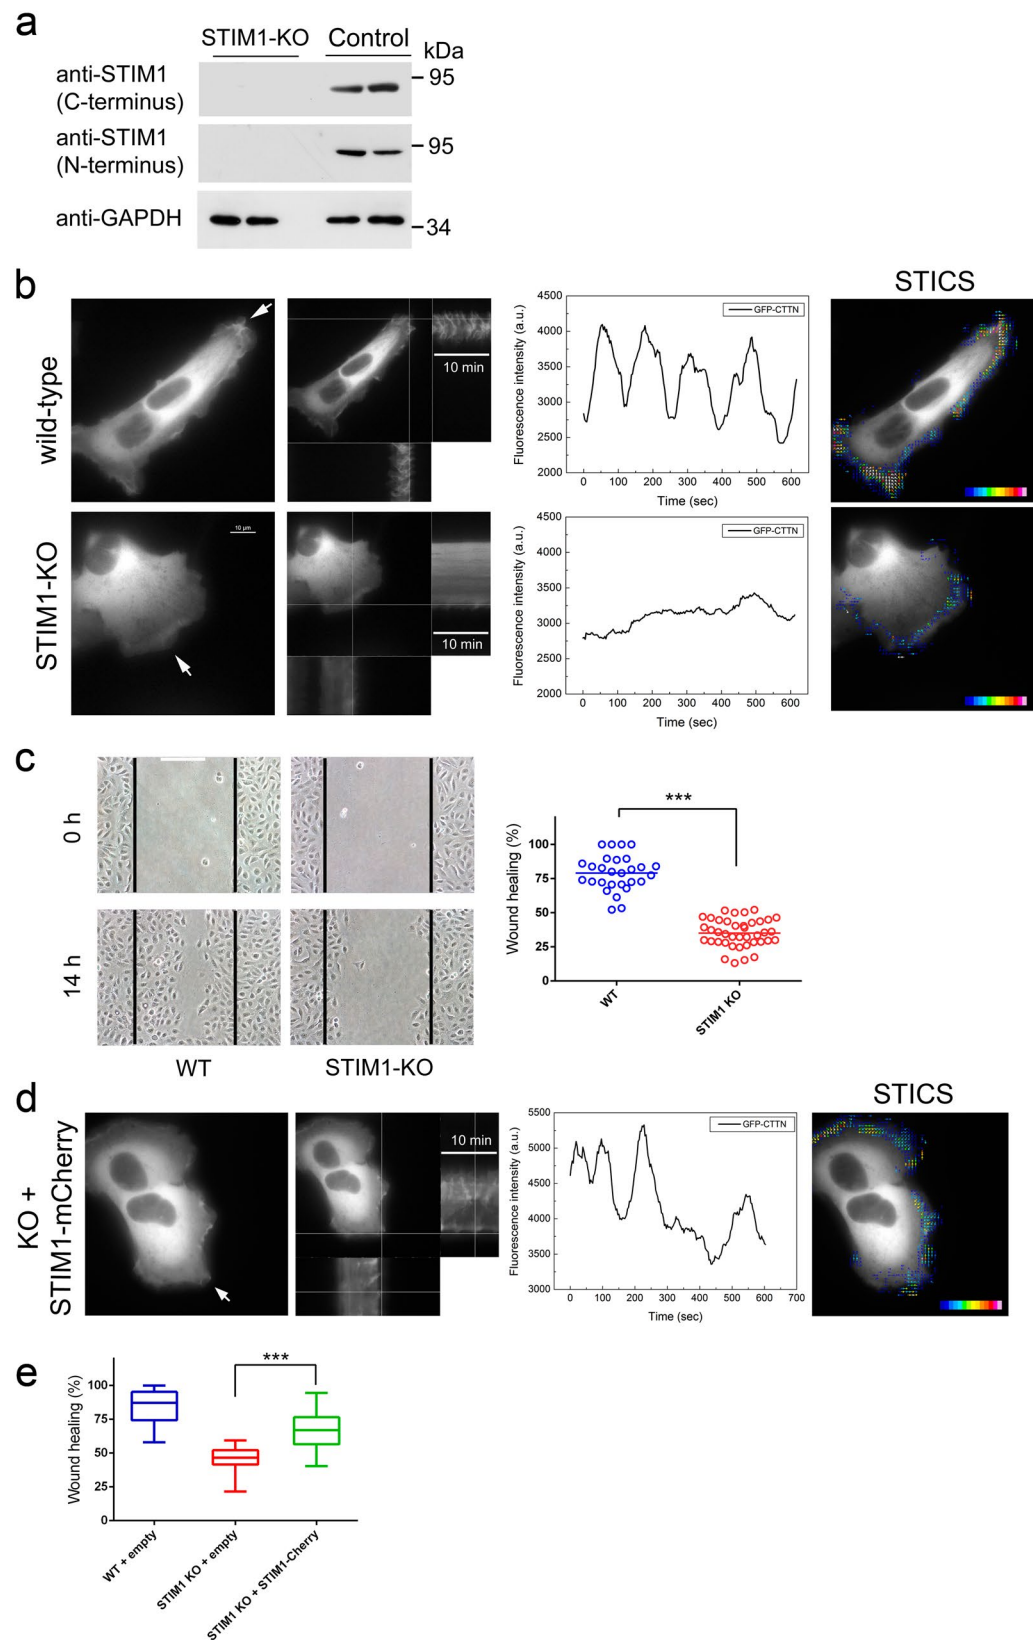 a
STIM1-KO Control
kDa
anti-STIM1
(C-terminus)
95
anti-STIM1
(N-terminus)
95
anti-GAPDH
34
b
STICS
wild-type
10 min
4500
4000
3500
3000
2500
2000
Fluorescence intensity (a.u.)
GFP-CTTN
0 100 200 300 400 500 600
Time (sec)
STIM1-KO
10 µm
10 min
4500
4000
3500
3000
2500
2000
Fluorescence intensity (a.u.)
GFP-CTTN
0 100 200 300 400 500 600
Time (sec)
c
0 h
14 h
WT
STIM1-KO
***
Wound healing (%)
100
75
50
25
0
WT
STIM1 KO
d
STICS
KO +
STIM1-mCherry
10 min
5500
5000
4500
4000
3500
3000
Fluorescence intensity (a.u.)
GFP-CTTN
0 100 200 300 400 500 600 700
Time (sec)
e
***
Wound healing (%)
100
75
50
25
0
WT + empty
STIM1 KO + empty
STIM1 KO + STIM1-Cherry